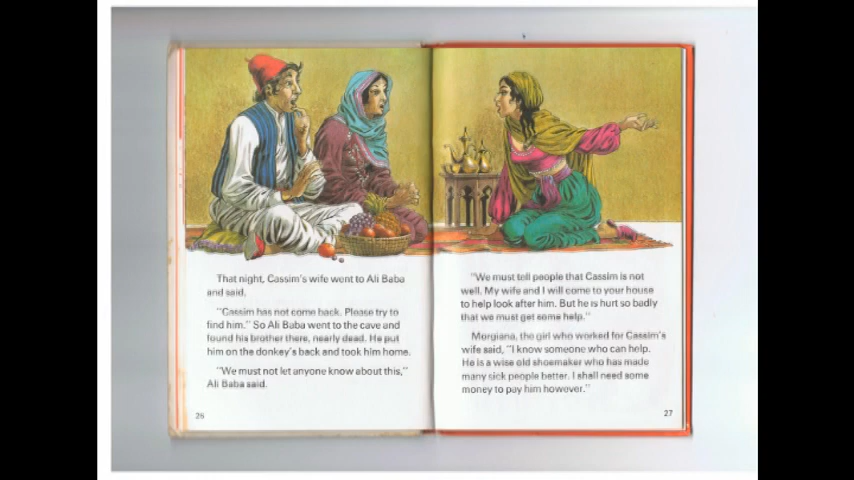 That night, Cassim's wife went to Ali Baba
and said,
"Cassim has not come back. Please try to
find him." So Ali Baba went to the cave and
found his brother there, nearly dead. He put
him on the donkey's back and took him home.
"We must not let anyone know about this,"
Ali Baba said.
26
"We must tell people that Cassim is not
well. My wife and I will come to your house
to help look after him. But he is hurt so badly
that we must get some help."
Morgiana, the girl who worked for Cassim's
wife said, "I know someone who can help.
He is a wise old shoemaker who has made
many sick people better. I shall need some
money to pay him however."
27